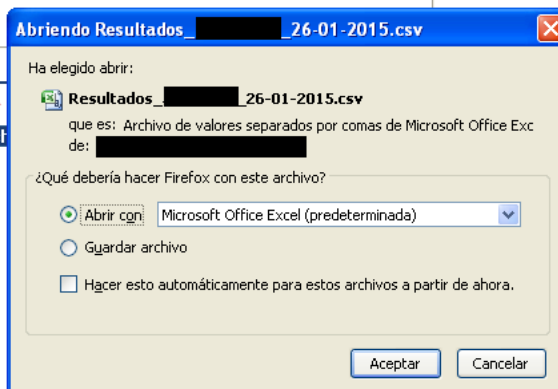 Abriendo Resultados_ _26-01-2015.csv
Ha elegido abrir:
Resultados_ _26-01-2015.csv
que es: Archivo de valores separados por comas de Microsoft Office Exc
de:
¿Qué debería hacer Firefox con este archivo?
Abrir con Microsoft Office Excel (predeterminada)
Guardar archivo
Hacer esto automáticamente para estos archivos a partir de ahora.
Aceptar Cancelar